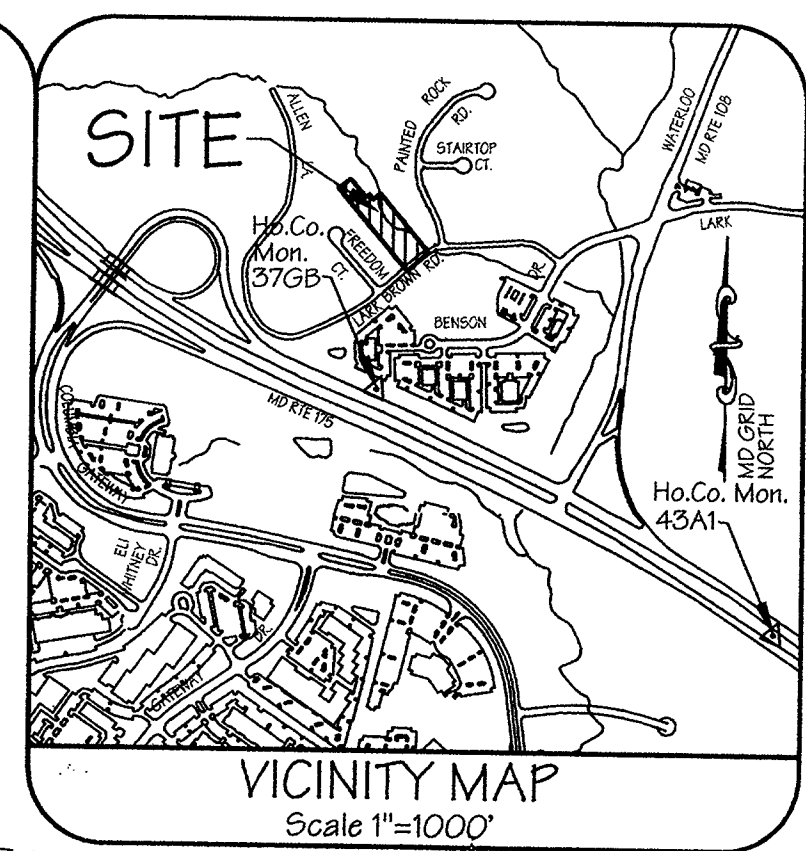 SITE
ALLEN
LA.
PAINTED ROCK RD.
STAIRTOP
CT.
WATERLOO
MD RTE 108
LARK
Ho.Co.
Mon.
37GB
FREEDOM
CT.
LARK BROWN RD.
DR.
BENSON
MD RTE 175
COLUMBIA
GATEWAY
ELI
WHITNEY
DR.
DR.
GATEWAY
MD GRID
NORTH
Ho.Co. Mon.
43A1
VICINITY MAP
Scale 1"=1000'